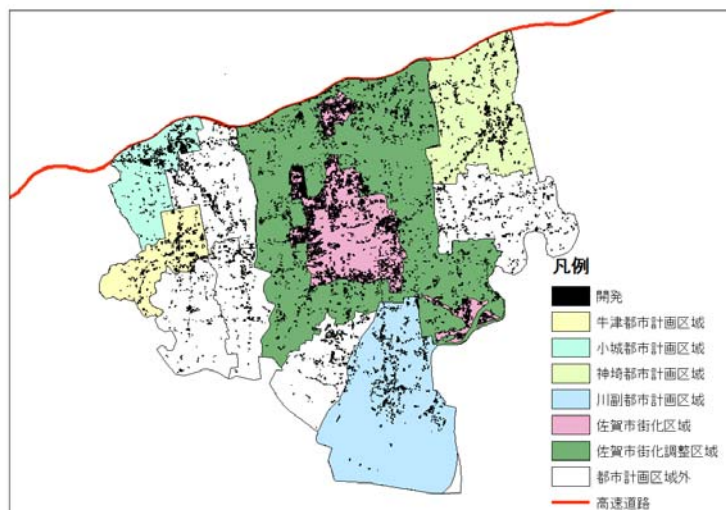 凡例
開発
牛津都市計画区域
小城都市計画区域
神埼都市計画区域
川副都市計画区域
佐賀市街化区域
佐賀市街化調整区域
都市計画区域外
高速道路